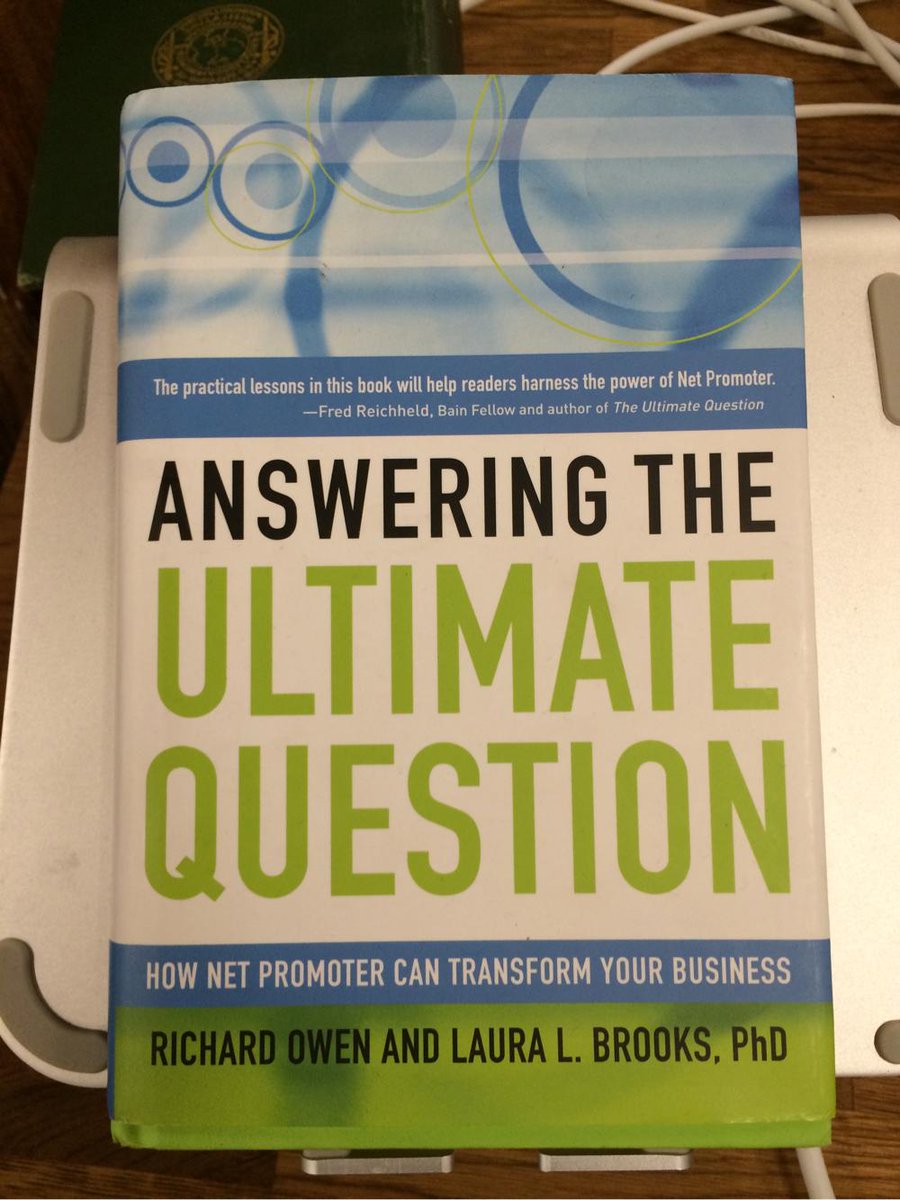 The practical lessons in this book will help readers harness the power of Net Promoter.
—Fred Reichheld, Bain Fellow and author of The Ultimate Question
ANSWERING THE
ULTIMATE
QUESTION
HOW NET PROMOTER CAN TRANSFORM YOUR BUSINESS
RICHARD OWEN AND LAURA L. BROOKS, PhD